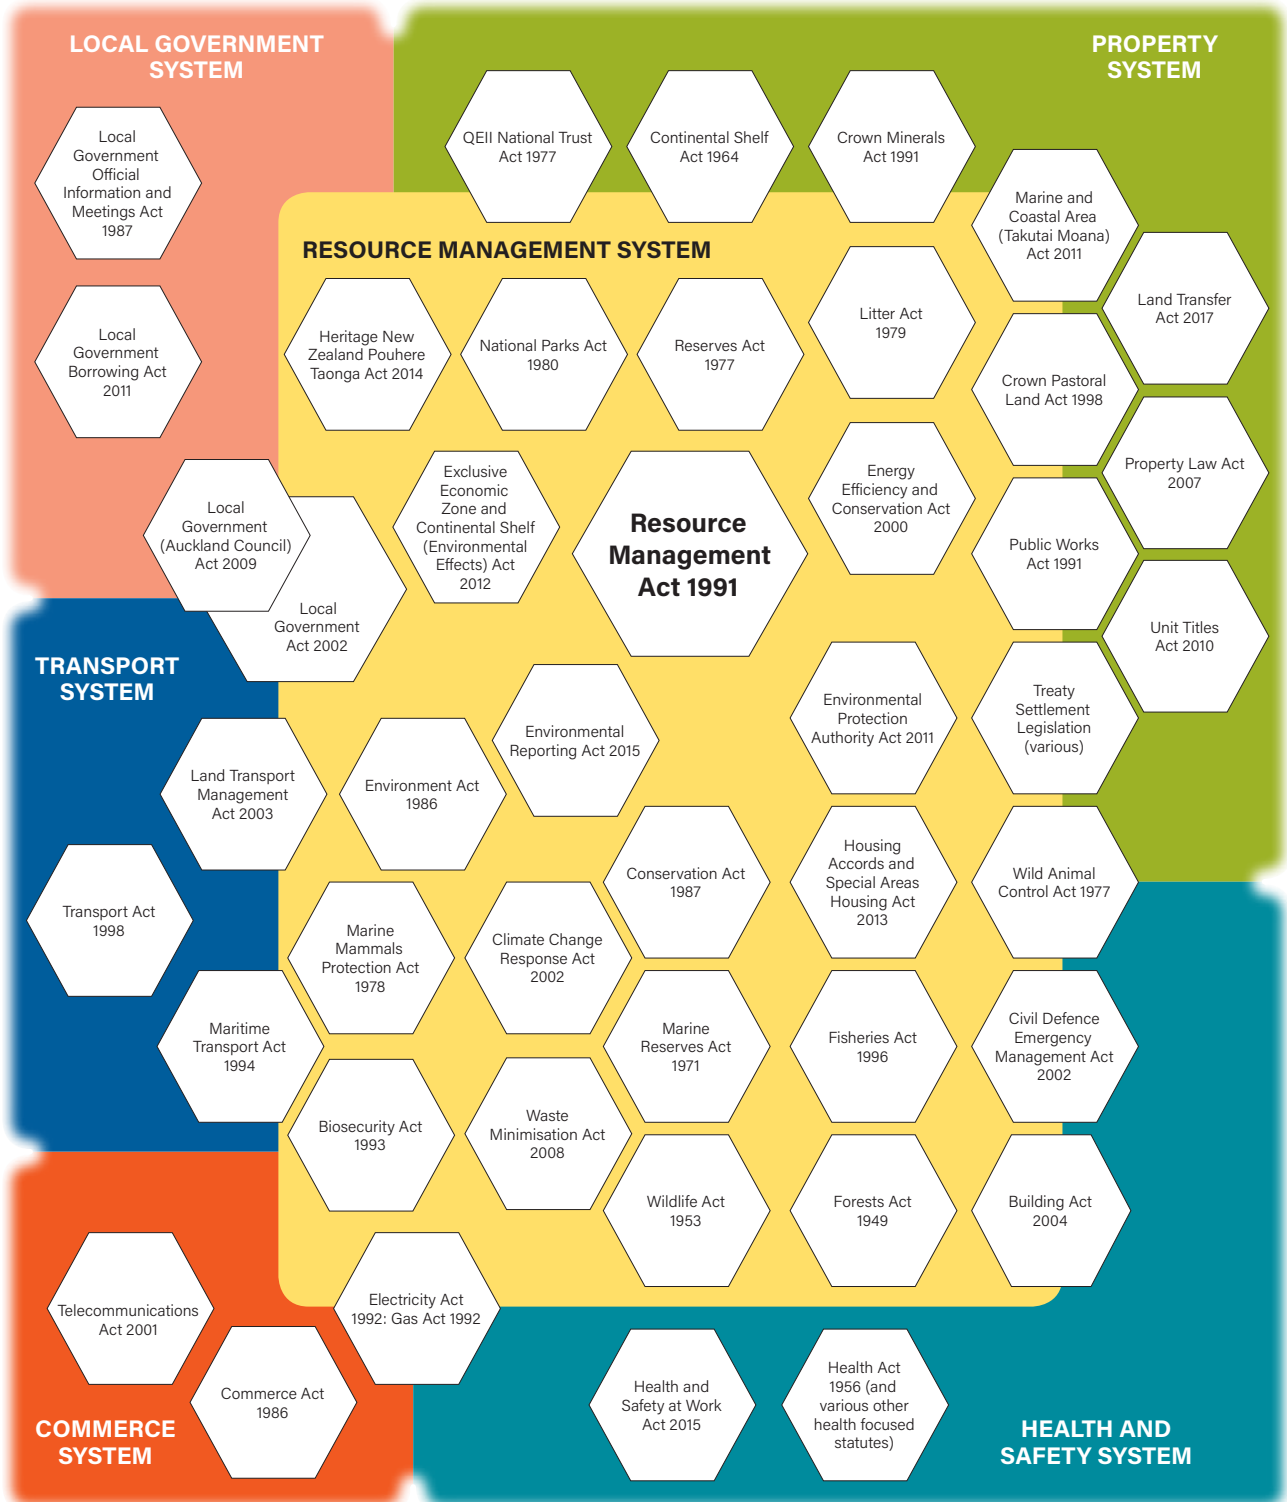 LOCAL GOVERNMENT
SYSTEM
PROPERTY
SYSTEM
Local
Government
Official
Information and
Meetings Act
1987
QEII National Trust
Act 1977
Continental Shelf
Act 1964
Crown Minerals
Act 1991
Marine and
Coastal Area
(Takutai Moana)
Act 2011
RESOURCE MANAGEMENT SYSTEM
Land Transfer
Act 2017
Local
Government
Borrowing Act
2011
Heritage New
Zealand Pouhere
Taonga Act 2014
National Parks Act
1980
Reserves Act
1977
Litter Act
1979
Crown Pastoral
Land Act 1998
Property Law Act
2007
Local
Government
(Auckland Council)
Act 2009
Local
Government
Act 2002
Exclusive
Economic
Zone and
Continental Shelf
(Environmental
Effects) Act
2012
Resource
Management
Act 1991
Energy
Efficiency and
Conservation Act
2000
Public Works
Act 1991
Unit Titles
Act 2010
TRANSPORT
SYSTEM
Land Transport
Management
Act 2003
Environment Act
1986
Environmental
Reporting Act 2015
Environmental
Protection
Authority Act 2011
Treaty
Settlement
Legislation
(various)
Transport Act
1998
Marine
Mammals
Protection Act
1978
Climate Change
Response Act
2002
Conservation Act
1987
Housing
Accords and
Special Areas
Housing Act
2013
Wild Animal
Control Act 1977
Maritime
Transport Act
1994
Marine
Reserves Act
1971
Fisheries Act
1996
Civil Defence
Emergency
Management Act
2002
Biosecurity Act
1993
Waste
Minimisation Act
2008
Wildlife Act
1953
Forests Act
1949
Building Act
2004
Telecommunications
Act 2001
Electricity Act
1992: Gas Act 1992
Commerce Act
1986
Health and
Safety at Work
Act 2015
Health Act
1956 (and
various other
health focused
statutes)
COMMERCE
SYSTEM
HEALTH AND
SAFETY SYSTEM